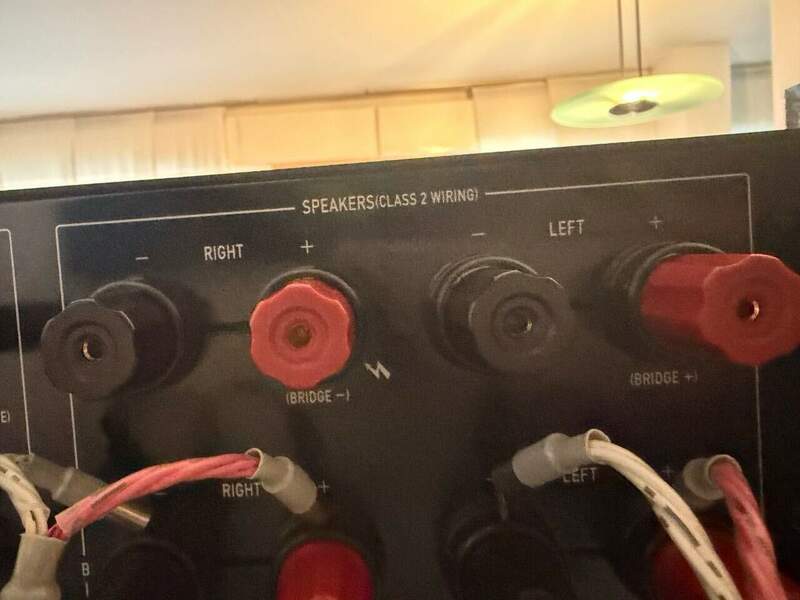 SPEAKERS(CLASS 2 WIRING)
− RIGHT +
− LEFT +
(BRIDGE −)
(BRIDGE +)
E)
− RIGHT +
− LEFT +
B